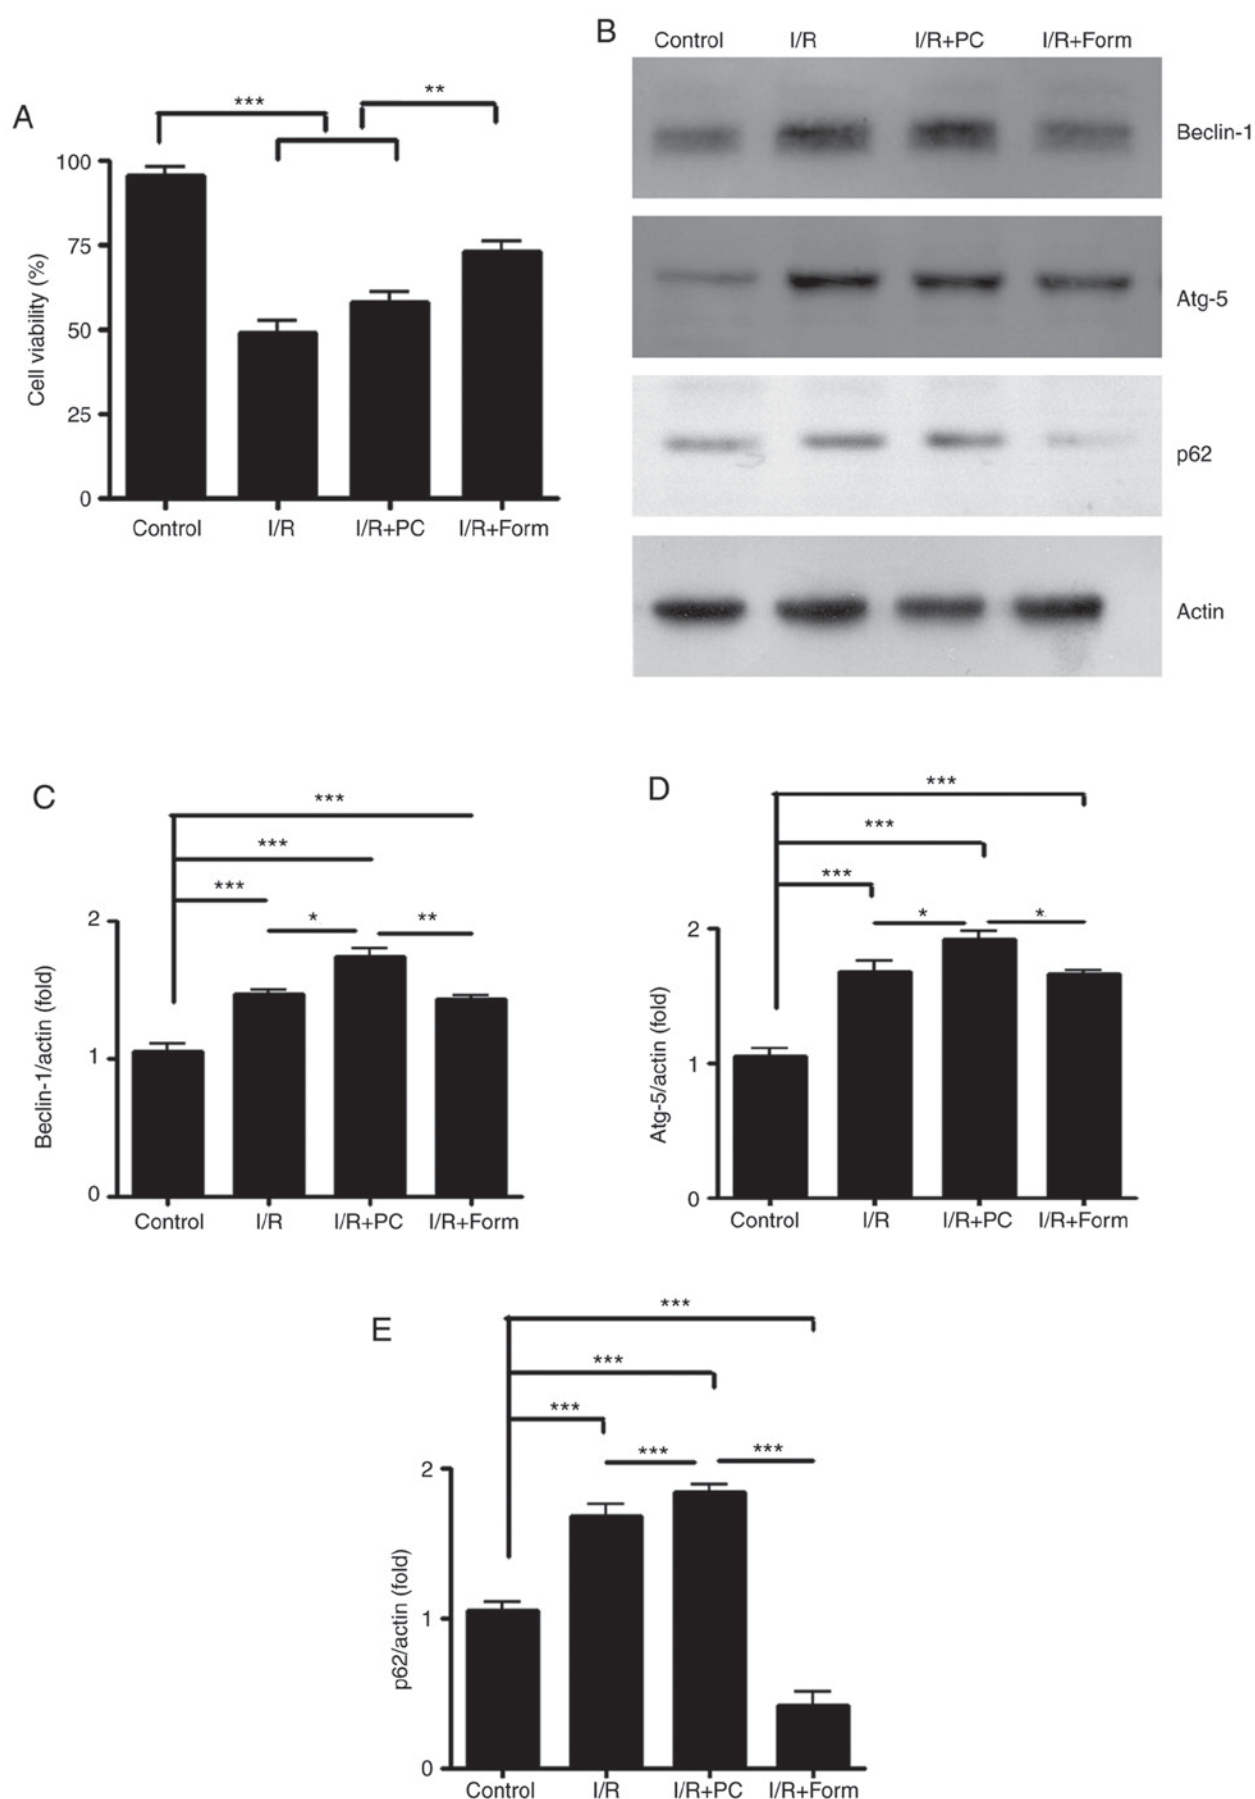 A
***
**
100
75
50
25
0
Cell viability (%)
Control I/R I/R+PC I/R+Form
B
Control I/R I/R+PC I/R+Form
Beclin-1
Atg-5
p62
Actin
C
***
***
***
*
**
2
1
0
Beclin-1/actin (fold)
Control I/R I/R+PC I/R+Form
D
***
***
***
*
*
2
1
0
Atg-5/actin (fold)
Control I/R I/R+PC I/R+Form
E
***
***
***
***
***
2
1
0
p62/actin (fold)
Control I/R I/R+PC I/R+Form